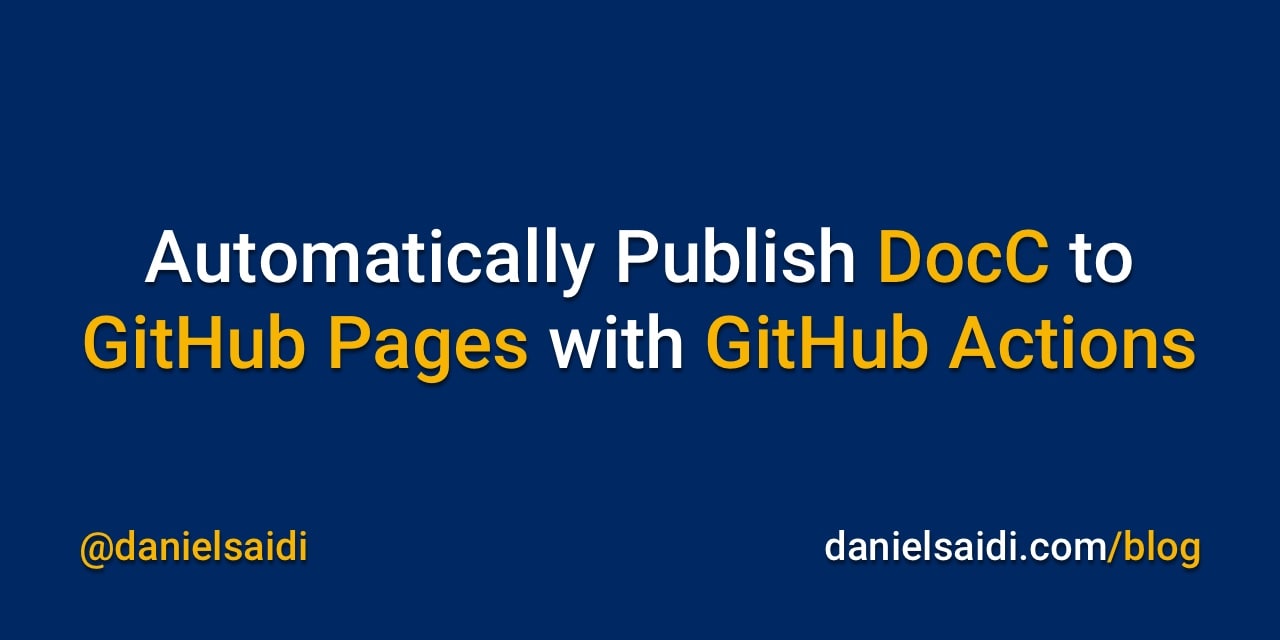 Automatically Publish DocC to
GitHub Pages with GitHub Actions
@danielsaidi
danielsaidi.com/blog